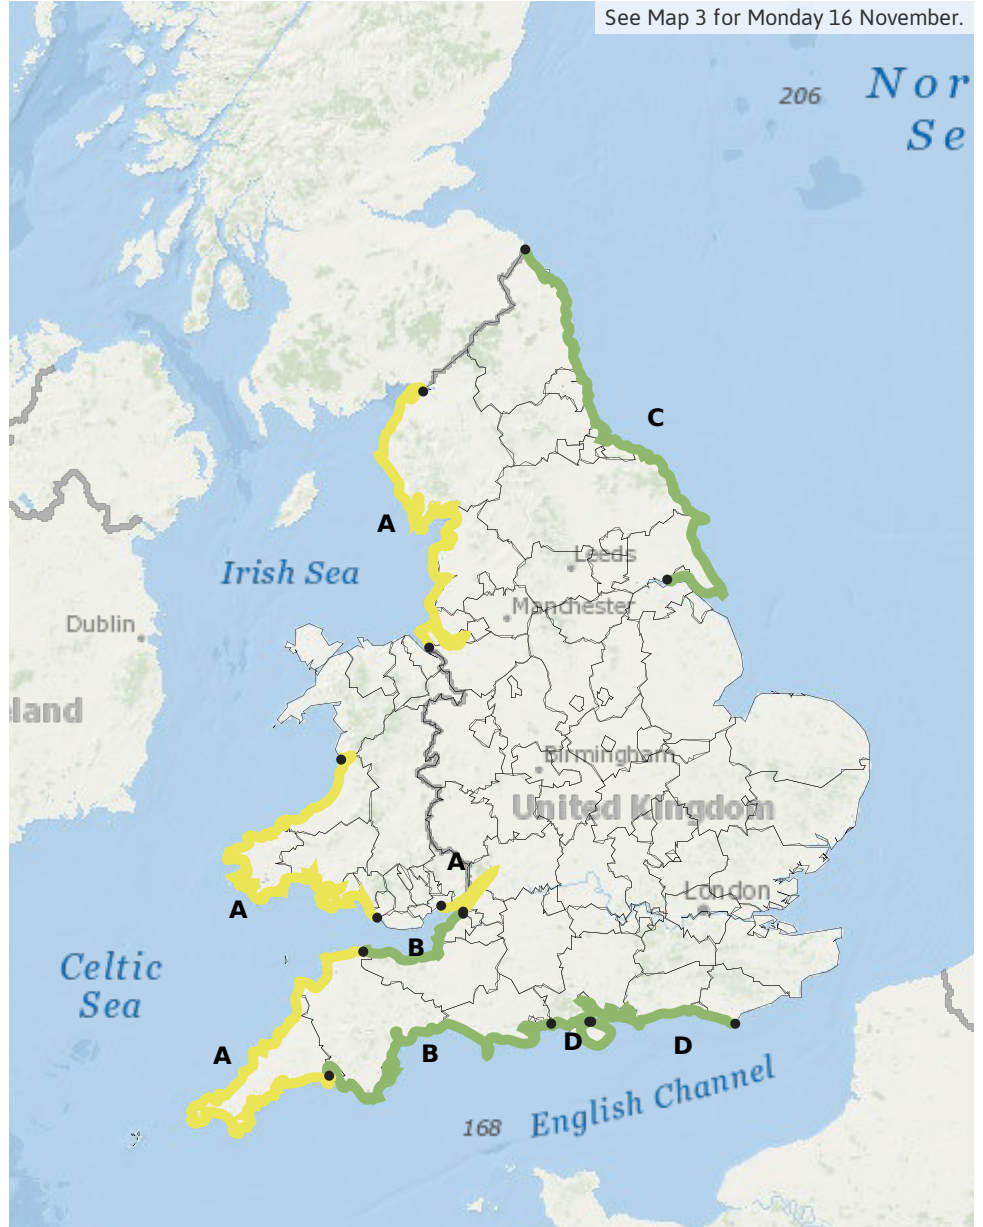 See Map 3 for Monday 16 November.
206
Nor
Se
C
A
Irish Sea
Leeds
Manchester
Dublin
land
Birmingham
United Kingdom
A
London
A
B
Celtic
Sea
A
B
D
D
English Channel
168